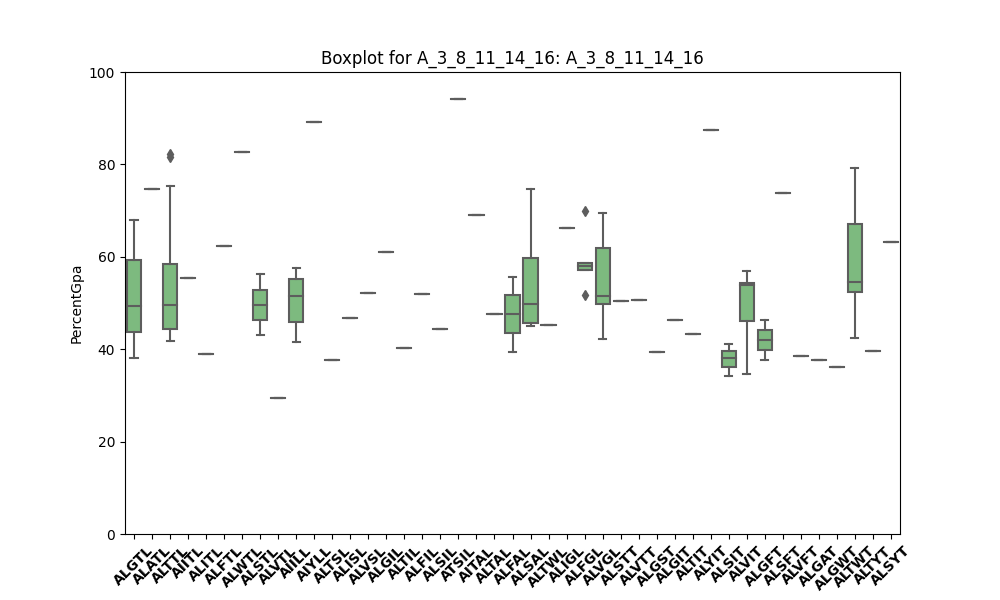 Boxplot for A_3_8_11_14_16: A_3_8_11_14_16
PercentGpa
100
80
60
40
20
0
ALGTL
ALATL
ALTTL
AIITL
ALITL
ALFTL
ALWTL
ALSTL
ALVTL
AIILL
AIYLL
ALTSL
ALISL
ALVSL
ALGIL
ALTIL
ALFIL
ALSIL
ATSIL
AITAL
ALTAL
ALFAL
ALSAL
ALTWL
ALIGL
ALFGL
ALVGL
ALSTT
ALVTT
ALGST
ALGIT
ALTIT
ALYIT
ALSIT
ALVIT
ALGFT
ALSFT
ALVFT
ALGAT
ALGWT
ALTWT
ALTYT
ALSYT